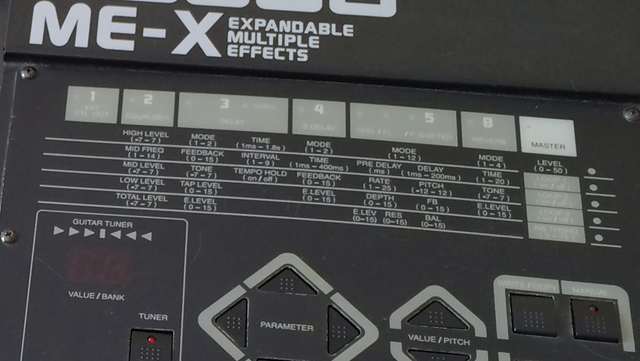 ME-X EXPANDABLE
MULTIPLE
EFFECTS
1 2 3 4 5 6
EQUALIZER DELAY S.DELAY REVERB MASTER
HIGH LEVEL MODE TIME MODE MODE MODE LEVEL
(-7~7) (1~2) (1ms~1.8s) (1~2) (1~12) (1~4) (0~50)
MID FREQ FEEDBACK INTERVAL TIME PRE DELAY DELAY TIME
(1~14) (0~15) (1~9) (1ms~400ms) (ms) (1ms~200ms) (1~20)
MID LEVEL TONE TEMPO HOLD FEEDBACK RATE PITCH TONE
(-7~7) (-7~7) (on/off) (0~15) (1~25) (-12~12) (-7~7)
LOW LEVEL TAP LEVEL E.LEVEL DEPTH FB E.LEVEL
(-7~7) (0~15) (0~15) (0~15) (0~15) (0~15)
TOTAL LEVEL E.LEVEL E.LEV RES BAL
(-7~7) (0~15) (0~15) (0~15) (0~15)
GUITAR TUNER
VALUE/BANK
TUNER
PARAMETER
VALUE/PITCH
WRITE/COPY MANUAL